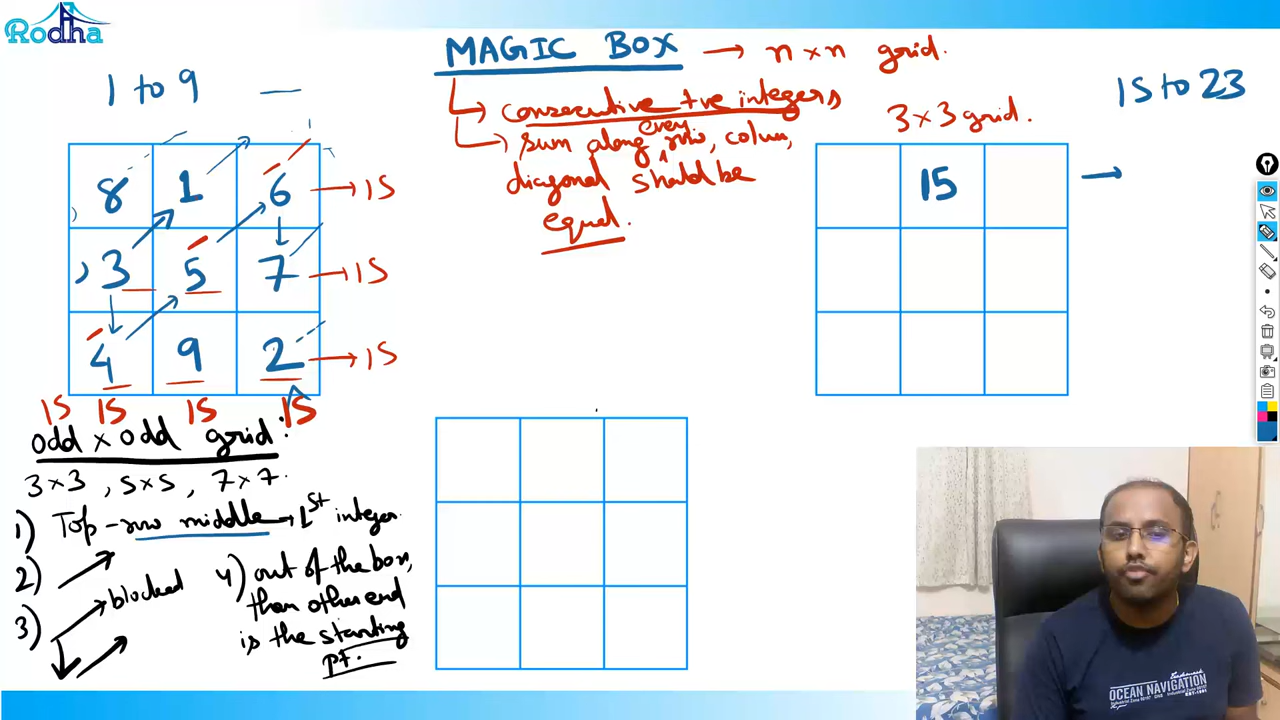 Rodha
MAGIC BOX → n x n grid.
1 to 9
15 to 23
consecutive +ve integers
3 x 3 grid.
sum along every row, colum,
diagonal should be
equal.
8 1 6 → 15
3 5 7 → 15
4 9 2 → 15
15 15 15 15
15
odd x odd grid:
3 x 3, 5 x 5, 7 x 7.
1) Top-row middle → 1st integer.
2)
3) blocked
4) out of the box,
than other end
is the starting
pt.
OCEAN NAVIGATION